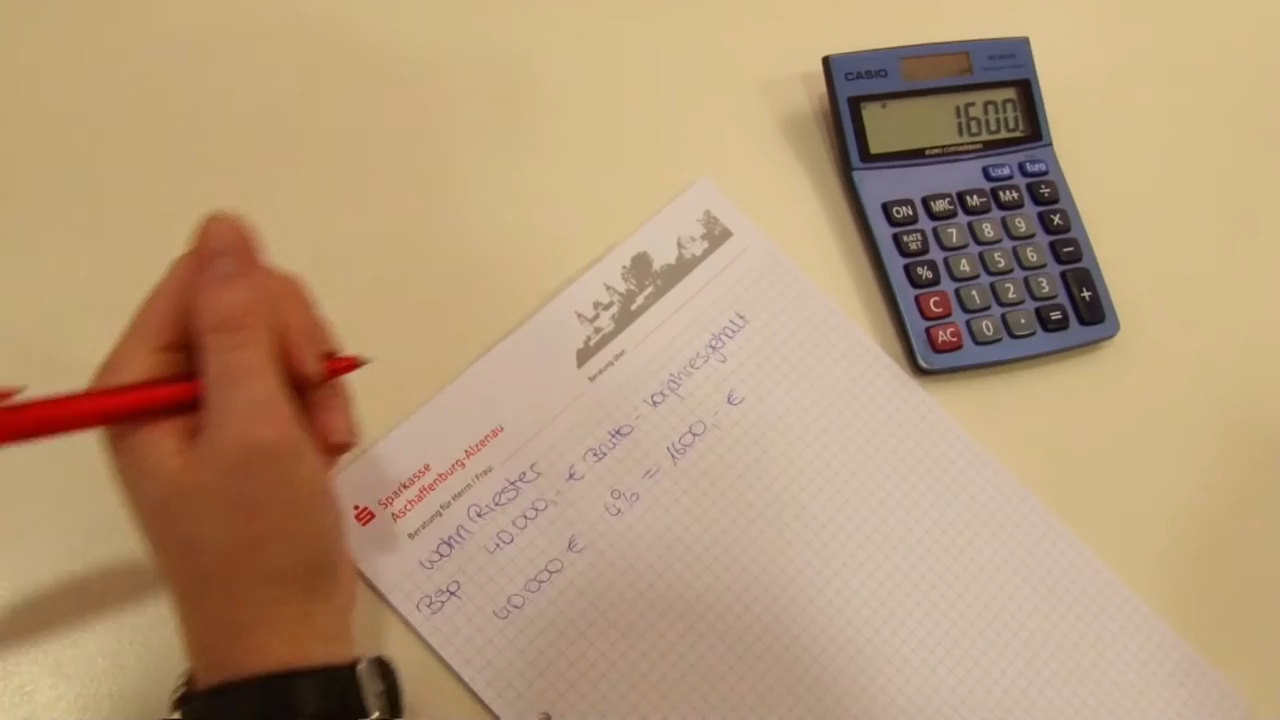 CASIO
1600
euro conversion
Local Euro
ON MRC M− M+ ÷
RATE SET 7 8 9 ×
% 4 5 6 −
C 1 2 3 +
AC 0 · =
Sparkasse
Aschaffenburg-Alzenau
Beratung für Herrn / Frau:
Beratung über:
Wohn Riester
Bsp. 40.000,- € Brutto - Vorjahresgehalt
40.000 € 4% = 1600,- €